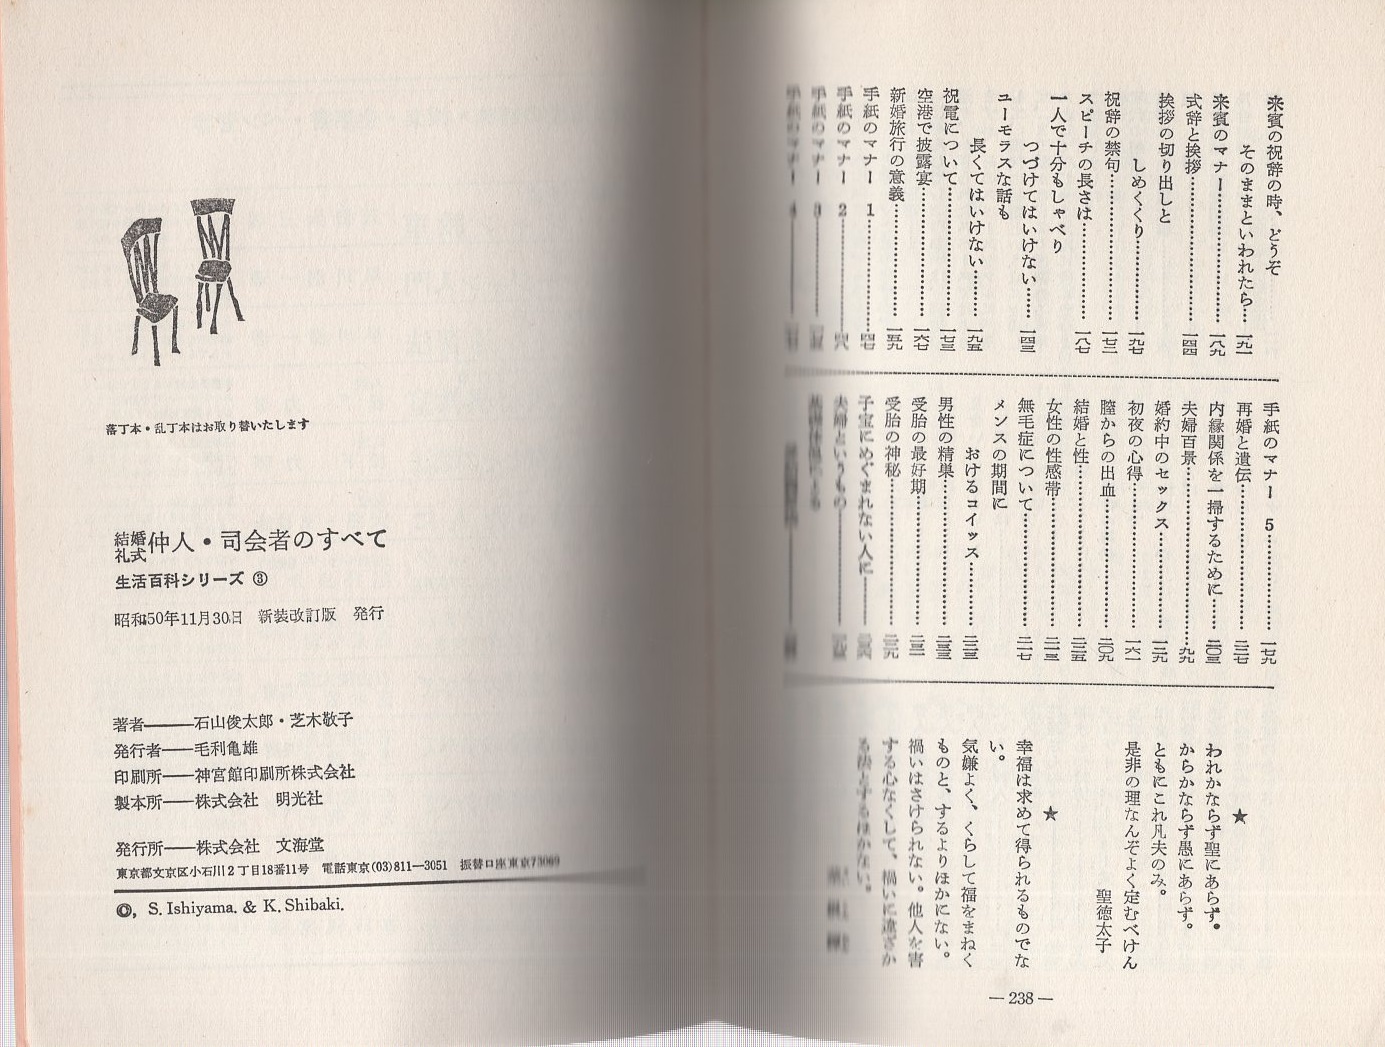 来賓の祝辞の時、どうぞ
そのままといわれたら…一九一
来賓のマナー……一八九
式辞と挨拶……一四四
挨拶の切り出しと
しめくくり……一九七
祝辞の禁句……一七三
スピーチの長さは……一八七
一人で十分もしゃべり
つづけてはいけない……一四三
ユーモラスな話も
長くてはいけない……一九五
祝電について……一七三
空港で披露宴……一六七
新婚旅行の意義……一五九
手紙のマナー 1……一四七
手紙のマナー 2……
手紙のマナー 3……
手紙のマナー 4……
手紙のマナー 5……一七九
再婚と遺伝……二三七
内縁関係を一掃するために……二〇三
夫婦百景……九九
婚約中のセックス……一二九
初夜の心得……一六一
膣からの出血……二〇九
結婚と性……二三五
女性の性感帯……二一三
無毛症について……二一七
メンスの期間に
おけるコイッス……二二三
男性の精巣……二三三
受胎の最好期……二三一
受胎の神秘……二二九
子宝にめぐまれない人に……
夫婦というもの……
★
われかならず聖にあらず。
からかならず愚にあらず。
ともにこれ凡夫のみ。
是非の理なんぞよく定むべけん
聖徳太子
★
幸福は求めて得られるものでな
い。
気嫌よく、くらして福をまねく
ものと、するよりほかにない。
禍いはさけられない。他人を害
する心なくして、禍いに遠ざか
る法とするほかない。
— 238 —
落丁本・乱丁本はお取り替いたします
結婚礼式仲人・司会者のすべて
生活百科シリーズ ③
昭和50年11月30日 新装改訂版 発行
著者——石山俊太郎・芝木敬子
発行者——毛利亀雄
印刷所——神宮館印刷所株式会社
製本所——株式会社 明光社
発行所——株式会社 文海堂
東京都文京区小石川2丁目18番11号 電話東京(03)811—3051 振替口座東京73069
©, S. Ishiyama. & K. Shibaki.